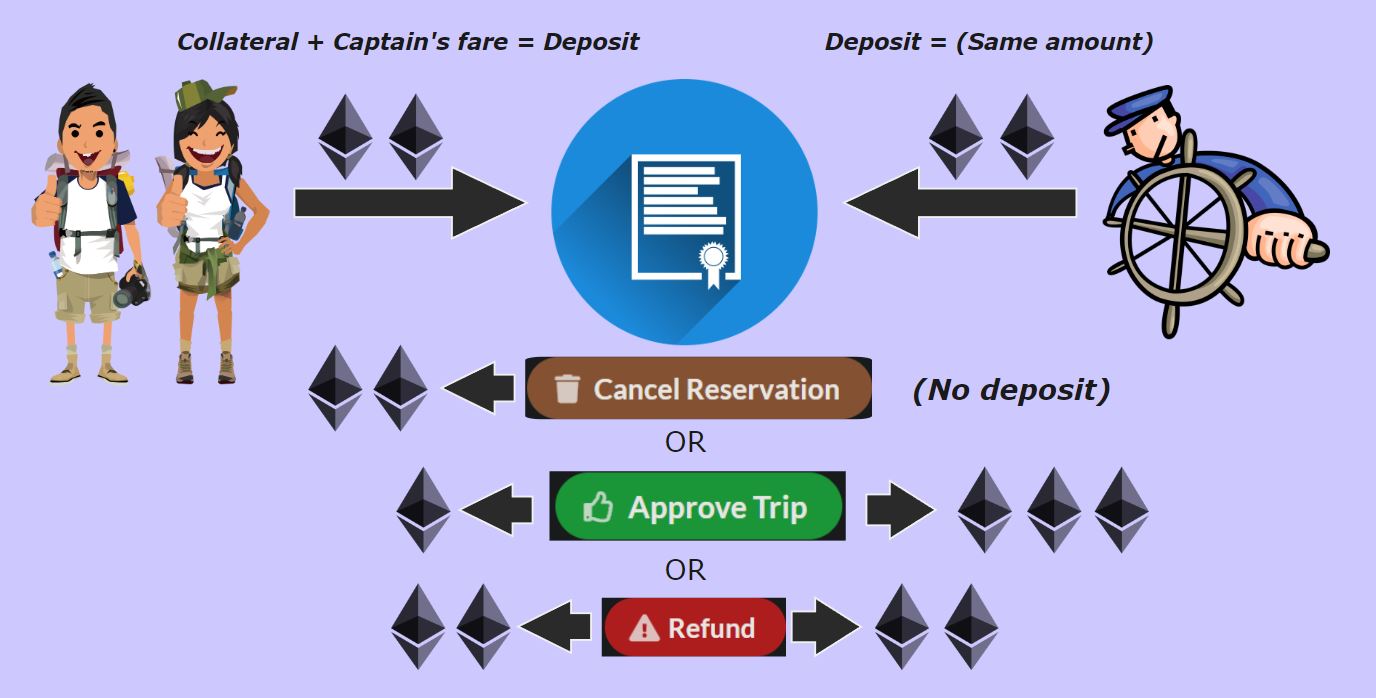 Collateral + Captain's fare = Deposit
Deposit = (Same amount)
Cancel Reservation
(No deposit)
OR
Approve Trip
OR
Refund